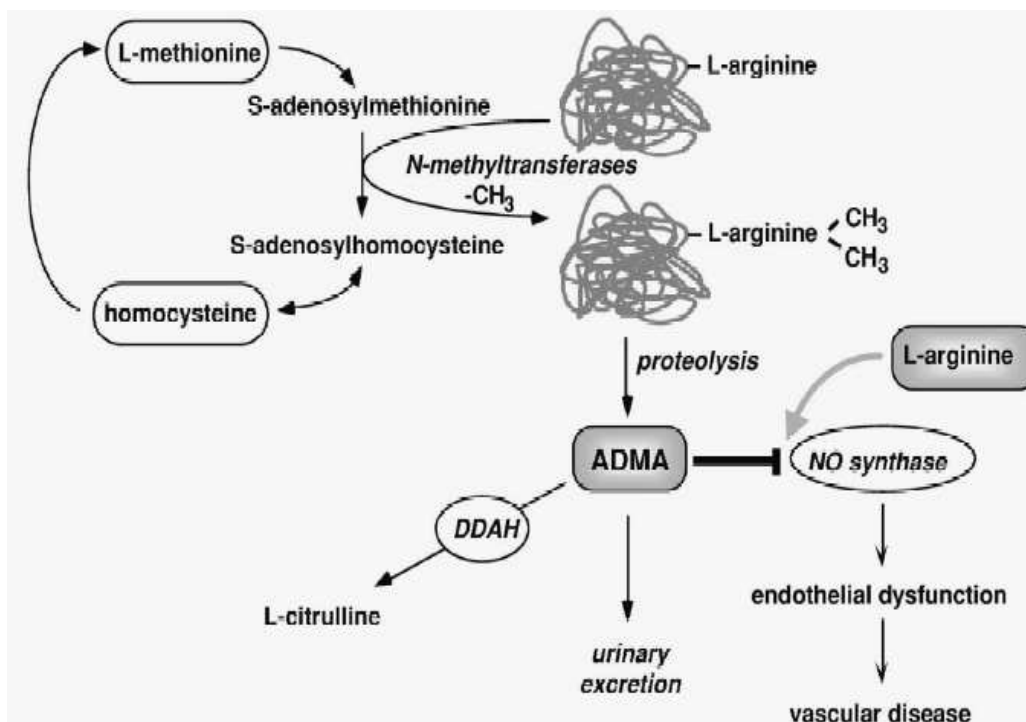 L-methionine
L-arginine
S-adenosylmethionine
N-methyltransferases
-CH3
S-adenosylhomocysteine
L-arginine
CH3
CH3
homocysteine
proteolysis
L-arginine
ADMA
NO synthase
DDAH
L-citrulline
endothelial dysfunction
urinary
excretion
vascular disease